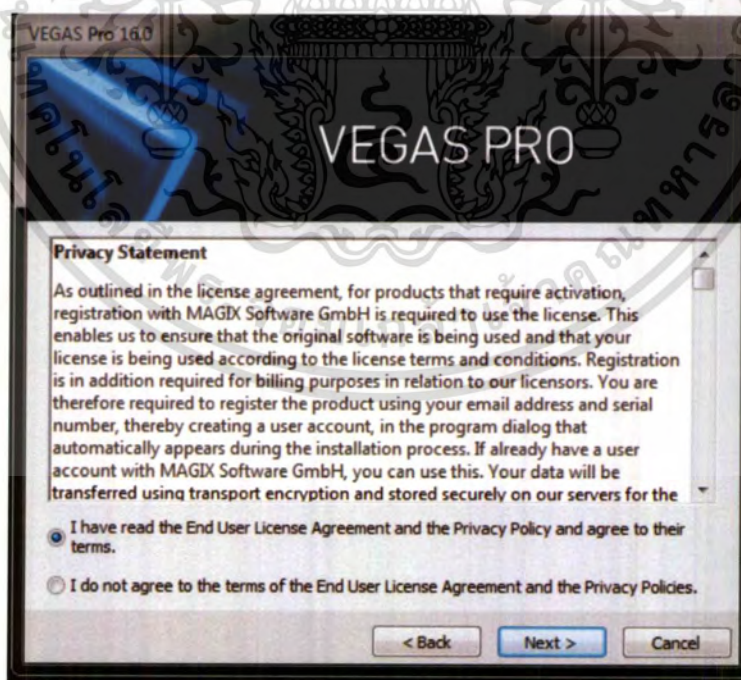 VEGAS Pro 16.0
VEGAS PRO
Privacy Statement
As outlined in the license agreement, for products that require activation,
registration with MAGIX Software GmbH is required to use the license. This
enables us to ensure that the original software is being used and that your
license is being used according to the license terms and conditions. Registration
is in addition required for billing purposes in relation to our licensors. You are
therefore required to register the product using your email address and serial
number, thereby creating a user account, in the program dialog that
automatically appears during the installation process. If already have a user
account with MAGIX Software GmbH, you can use this. Your data will be
transferred using transport encryption and stored securely on our servers for the
I have read the End User License Agreement and the Privacy Policy and agree to their
terms.
I do not agree to the terms of the End User License Agreement and the Privacy Policies.
< Back
Next >
Cancel